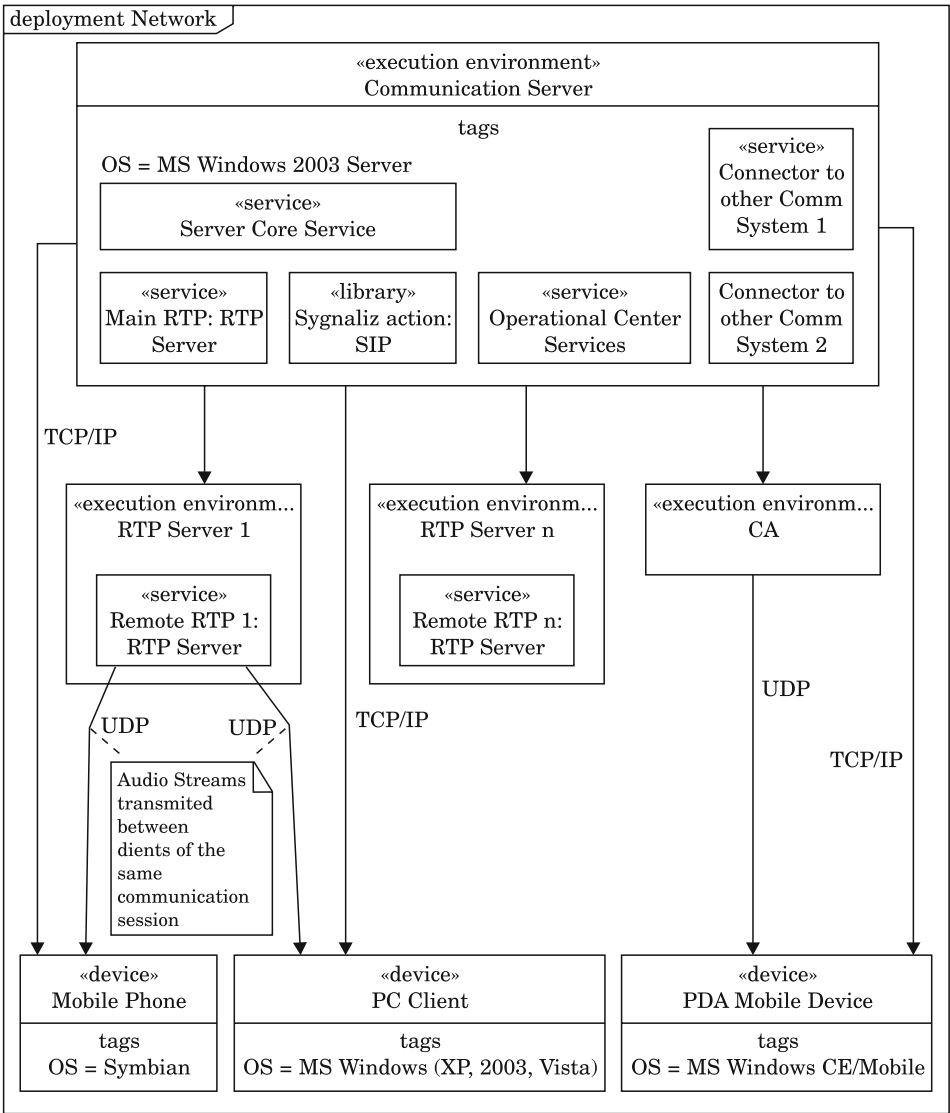 deployment Network
«execution environment»
Communication Server
tags
OS = MS Windows 2003 Server
«service»
Server Core Service
«service»
Connector to
other Comm
System 1
«service»
Main RTP: RTP
Server
«library»
Sygnaliz action:
SIP
«service»
Operational Center
Services
Connector to
other Comm
System 2
TCP/IP
«execution environm...
RTP Server 1
«service»
Remote RTP 1:
RTP Server
«execution environm...
RTP Server n
«service»
Remote RTP n:
RTP Server
«execution environm...
CA
UDP
UDP
TCP/IP
UDP
TCP/IP
Audio Streams
transmited
between
dients of the
same
communication
session
«device»
Mobile Phone
tags
OS = Symbian
«device»
PC Client
tags
OS = MS Windows (XP, 2003, Vista)
«device»
PDA Mobile Device
tags
OS = MS Windows CE/Mobile